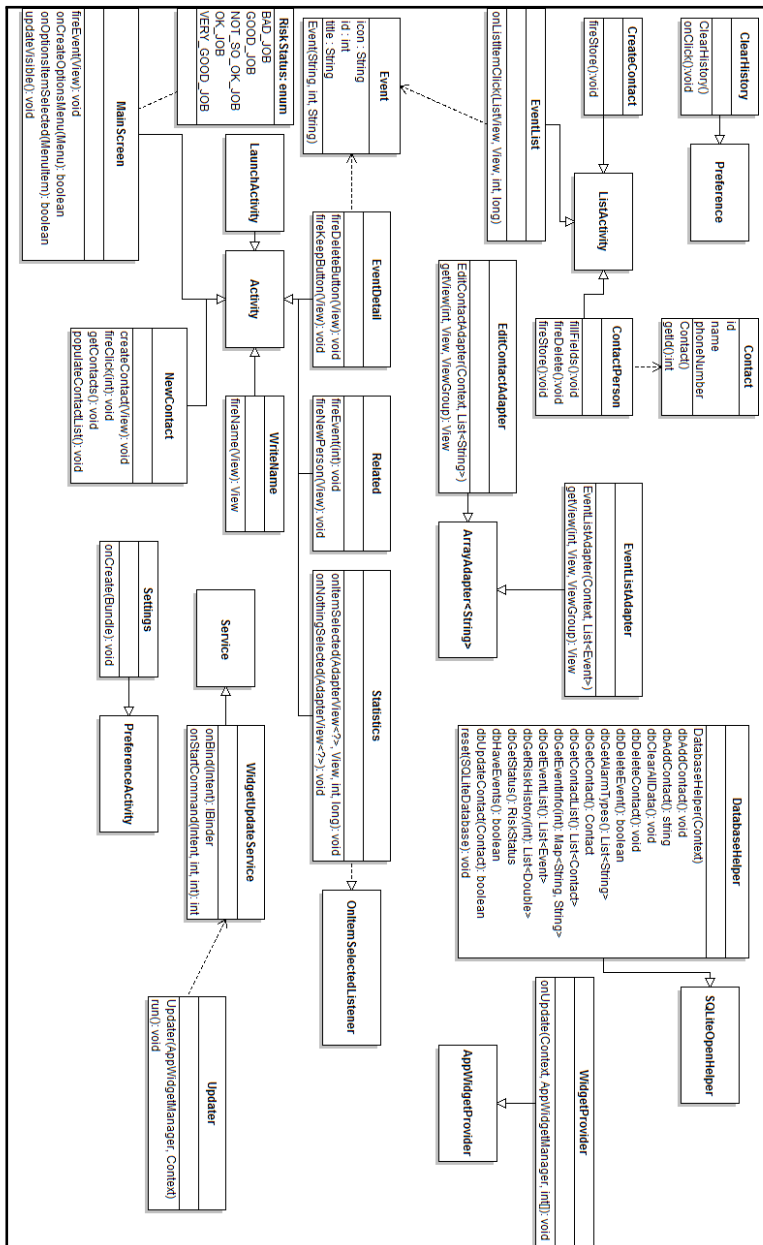 ClearHistory
ClearHistory()
onClick():void
Preference
Contact
id
name
phoneNumber
Contact()
getId():int
CreateContact
fireStore():void
ListActivity
ContactPerson
fillFields():void
fireDelete():void
fireStore():void
EventList
onListItemClick(ListView, View, int, long)
EditContactAdapter
EditContactAdapter(Context, List<String>)
getView(int, View, ViewGroup): View
ArrayAdapter<String>
EventListAdapter
EventListAdapter(Context, List<Event>)
getView(int, View, ViewGroup): View
DatabaseHelper
DatabaseHelper(Context)
dbAddContact(): void
dbAddContact(): string
dbClearAllData(): void
dbDeleteContact(): void
dbDeleteEvent(): boolean
dbGetAlarmTypes(): List<String>
dbGetContact(): Contact
dbGetContactList(): List<Contact>
dbGetEventInfo(int): Map<String, String>
dbGetEventList(): List<Event>
dbGetRiskHistory(int): List<Double>
dbGetStatus(): RiskStatus
dbHaveEvents(): boolean
dbUpdateContact(Contact): boolean
reset(SQLiteDatabase): void
SQLiteOpenHelper
WidgetProvider
onUpdate(Context, AppWidgetManager, int[]): void
AppWidgetProvider
Event
icon : String
id : int
title : String
Event(String, int, String)
EventDetail
fireDeleteButton(View): void
fireKeepButton(View): void
Related
fireEvent(int): void
fireNewPerson(View): void
Statistics
onItemSelected(AdapterView<?>, View, int, long): void
onNothingSelected(AdapterView<?>): void
OnItemSelectedListener
RiskStatus: enum
BAD_JOB
GOOD_JOB
NOT_SO_OK_JOB
OK_JOB
VERY_GOOD_JOB
LaunchActivity
Activity
WriteName
fireName(View): View
Service
WidgetUpdateService
onBind(Intent): IBinder
onStartCommand(Intent, int, int): int
Updater
Updater(AppWidgetManager, Context)
run(): void
MainScreen
fireEvent(View): void
onCreateOptionsMenu(Menu): boolean
onOptionsItemSelected(MenuItem): boolean
updateVisible(): void
NewContact
createContact(View): void
fireClick(int): void
getContacts(): void
populateContactList(): void
Settings
onCreate(Bundle): void
PreferenceActivity